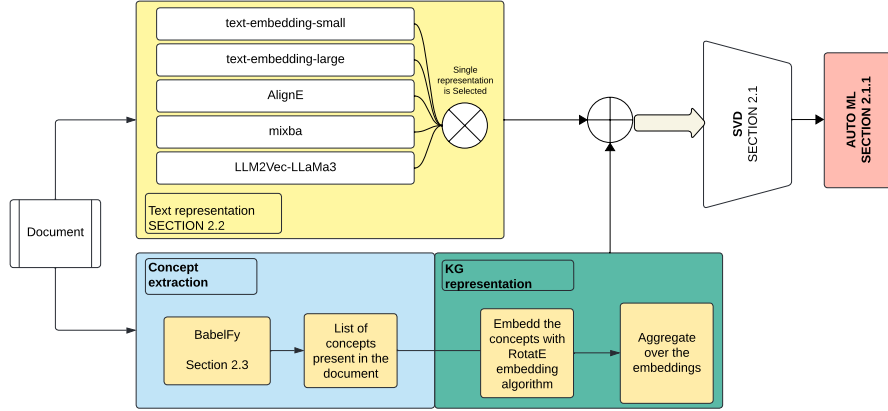 text-embedding-small
text-embedding-large
AlignE
mixba
LLM2Vec-LLaMa3
Single
representation
is Selected
Text representation
SECTION 2.2
Document
SVD
SECTION 2.1
AUTO ML
SECTION 2.1.1
Concept
extraction
BabelFy
Section 2.3
List of
concepts
present in the
document
KG
representation
Embedd the
concepts with
RotatE
embedding
algorithm
Aggregate
over the
embeddings